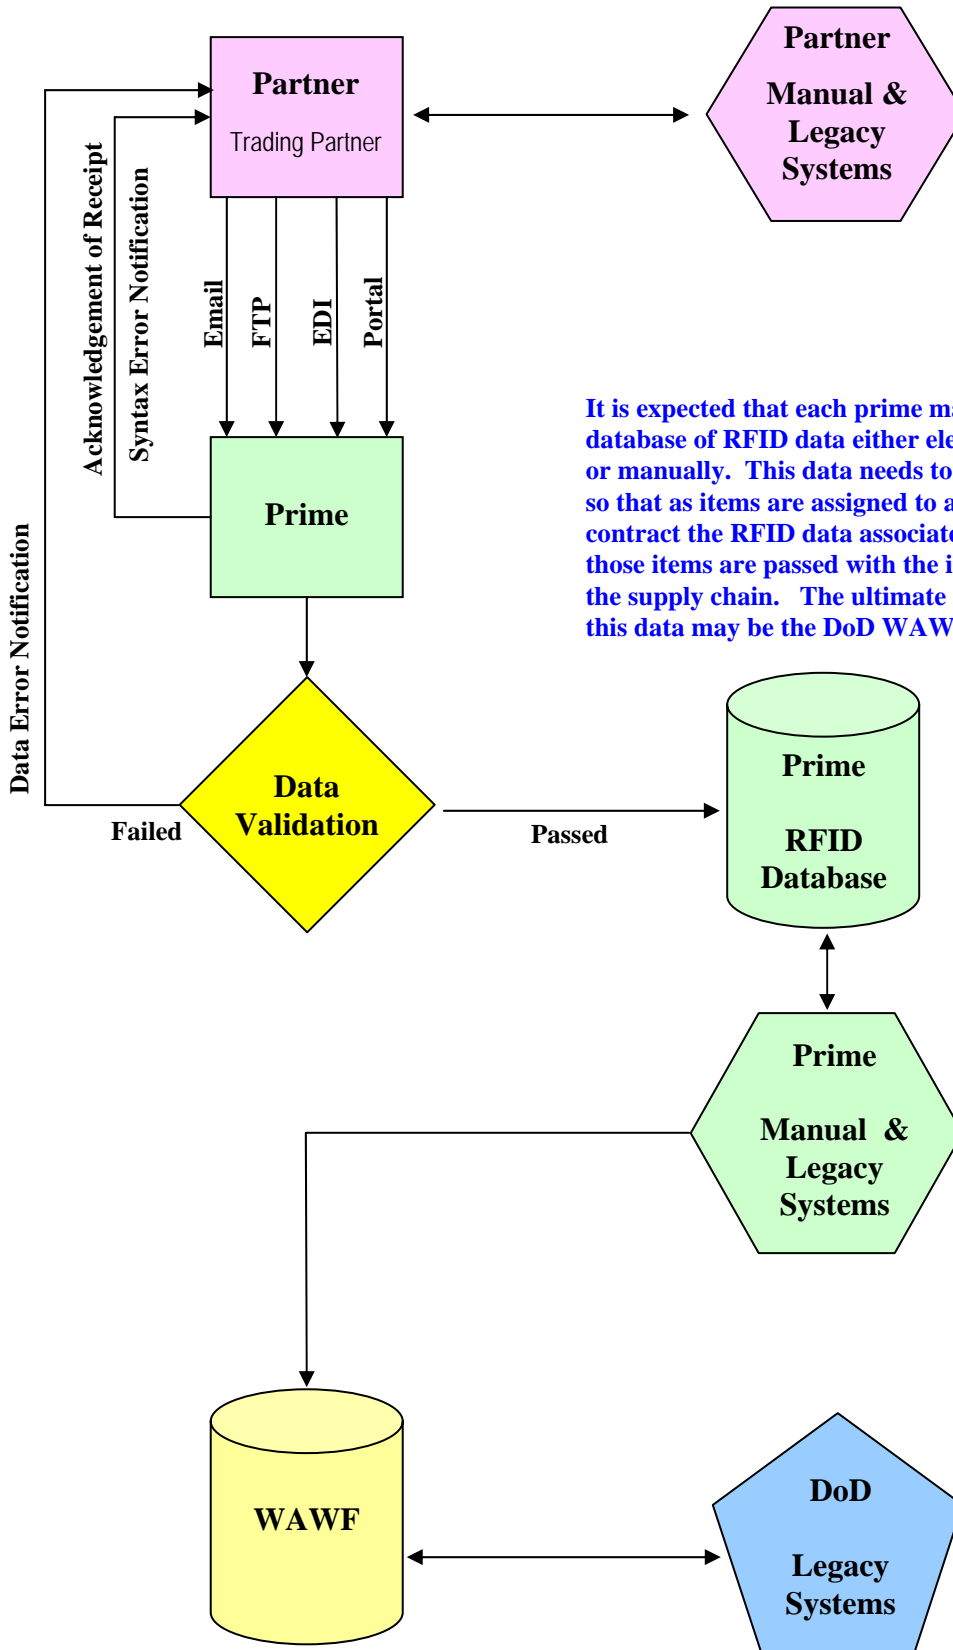 Partner
Trading Partner
Partner
Manual &
Legacy
Systems
Acknowledgement of Receipt
Syntax Error Notification
Email
FTP
EDI
Portal
It is expected that each prime
database of RFID data either
or manually.  This data needs to
so that as items are assigned to a
contract the RFID data
those items are passed with the
the supply chain.   The ultimate
this data may be the DoD
Prime
Data Error Notification
Data
Validation
Failed
Passed
Prime
RFID
Database
Prime
Manual  &
Legacy
Systems
WAWF
DoD
Legacy
Systems